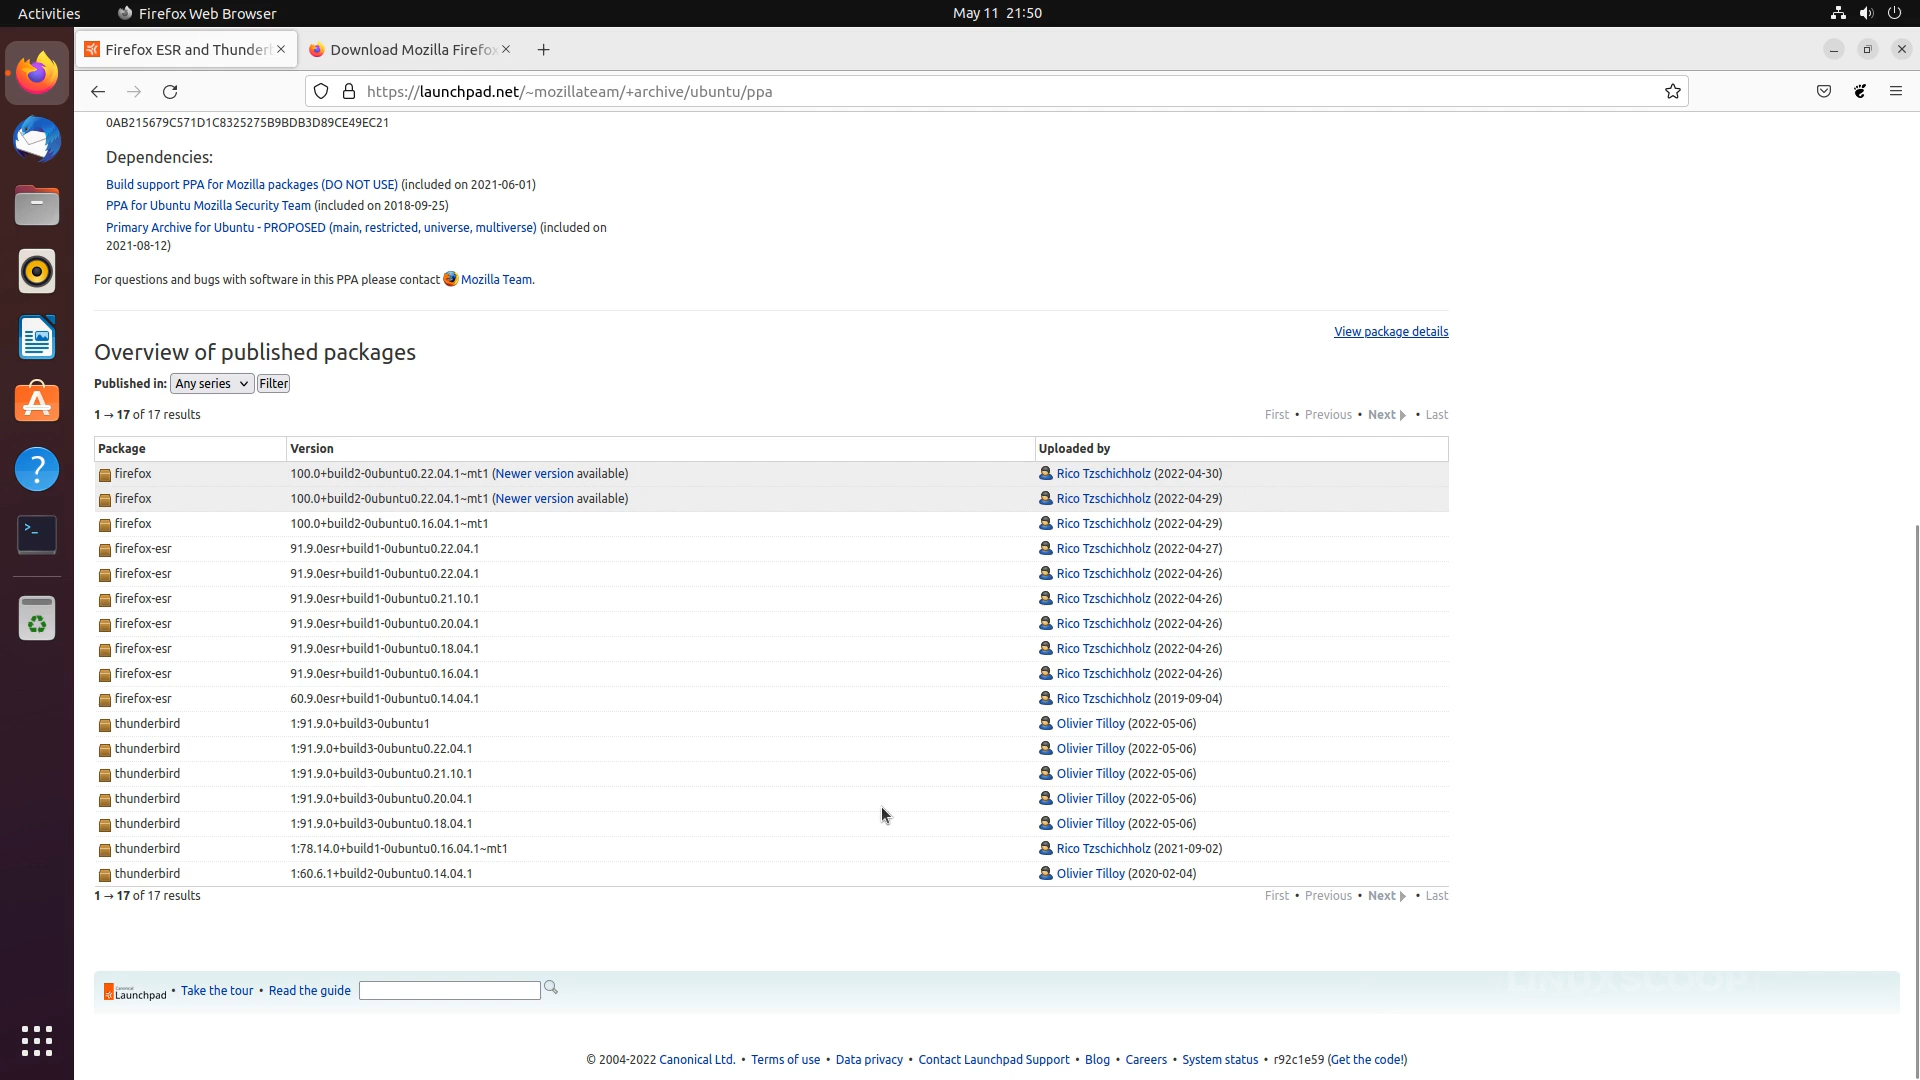 Activities Firefox Web Browser May 11 21:50
Firefox ESR and Thunder Download Mozilla Firefox
https://launchpad.net/~mozillateam/+archive/ubuntu/ppa
0AB215679C571D1C8325275B9BDB3D89CE49EC21
Dependencies:
Build support PPA for Mozilla packages (DO NOT USE) (included on 2021-06-01)
PPA for Ubuntu Mozilla Security Team (included on 2018-09-25)
Primary Archive for Ubuntu - PROPOSED (main, restricted, universe, multiverse) (included on
2021-08-12)
For questions and bugs with software in this PPA please contact Mozilla Team.
View package details
Overview of published packages
Published in: Any series Filter
1 → 17 of 17 results First • Previous • Next • Last
Package Version Uploaded by
firefox 100.0+build2-0ubuntu0.22.04.1~mt1 (Newer version available) Rico Tzschichholz (2022-04-30)
firefox 100.0+build2-0ubuntu0.22.04.1~mt1 (Newer version available) Rico Tzschichholz (2022-04-29)
firefox 100.0+build2-0ubuntu0.16.04.1~mt1 Rico Tzschichholz (2022-04-29)
firefox-esr 91.9.0esr+build1-0ubuntu0.22.04.1 Rico Tzschichholz (2022-04-27)
firefox-esr 91.9.0esr+build1-0ubuntu0.22.04.1 Rico Tzschichholz (2022-04-26)
firefox-esr 91.9.0esr+build1-0ubuntu0.21.10.1 Rico Tzschichholz (2022-04-26)
firefox-esr 91.9.0esr+build1-0ubuntu0.20.04.1 Rico Tzschichholz (2022-04-26)
firefox-esr 91.9.0esr+build1-0ubuntu0.18.04.1 Rico Tzschichholz (2022-04-26)
firefox-esr 91.9.0esr+build1-0ubuntu0.16.04.1 Rico Tzschichholz (2022-04-26)
firefox-esr 60.9.0esr+build1-0ubuntu0.14.04.1 Rico Tzschichholz (2019-09-04)
thunderbird 1:91.9.0+build3-0ubuntu1 Olivier Tilloy (2022-05-06)
thunderbird 1:91.9.0+build3-0ubuntu0.22.04.1 Olivier Tilloy (2022-05-06)
thunderbird 1:91.9.0+build3-0ubuntu0.21.10.1 Olivier Tilloy (2022-05-06)
thunderbird 1:91.9.0+build3-0ubuntu0.20.04.1 Olivier Tilloy (2022-05-06)
thunderbird 1:91.9.0+build3-0ubuntu0.18.04.1 Olivier Tilloy (2022-05-06)
thunderbird 1:78.14.0+build1-0ubuntu0.16.04.1~mt1 Rico Tzschichholz (2021-09-02)
thunderbird 1:60.6.1+build2-0ubuntu0.14.04.1 Olivier Tilloy (2020-02-04)
1 → 17 of 17 results First • Previous • Next • Last
Canonical
Launchpad • Take the tour • Read the guide
© 2004-2022 Canonical Ltd. • Terms of use • Data privacy • Contact Launchpad Support • Blog • Careers • System status • r92c1e59 (Get the code!)